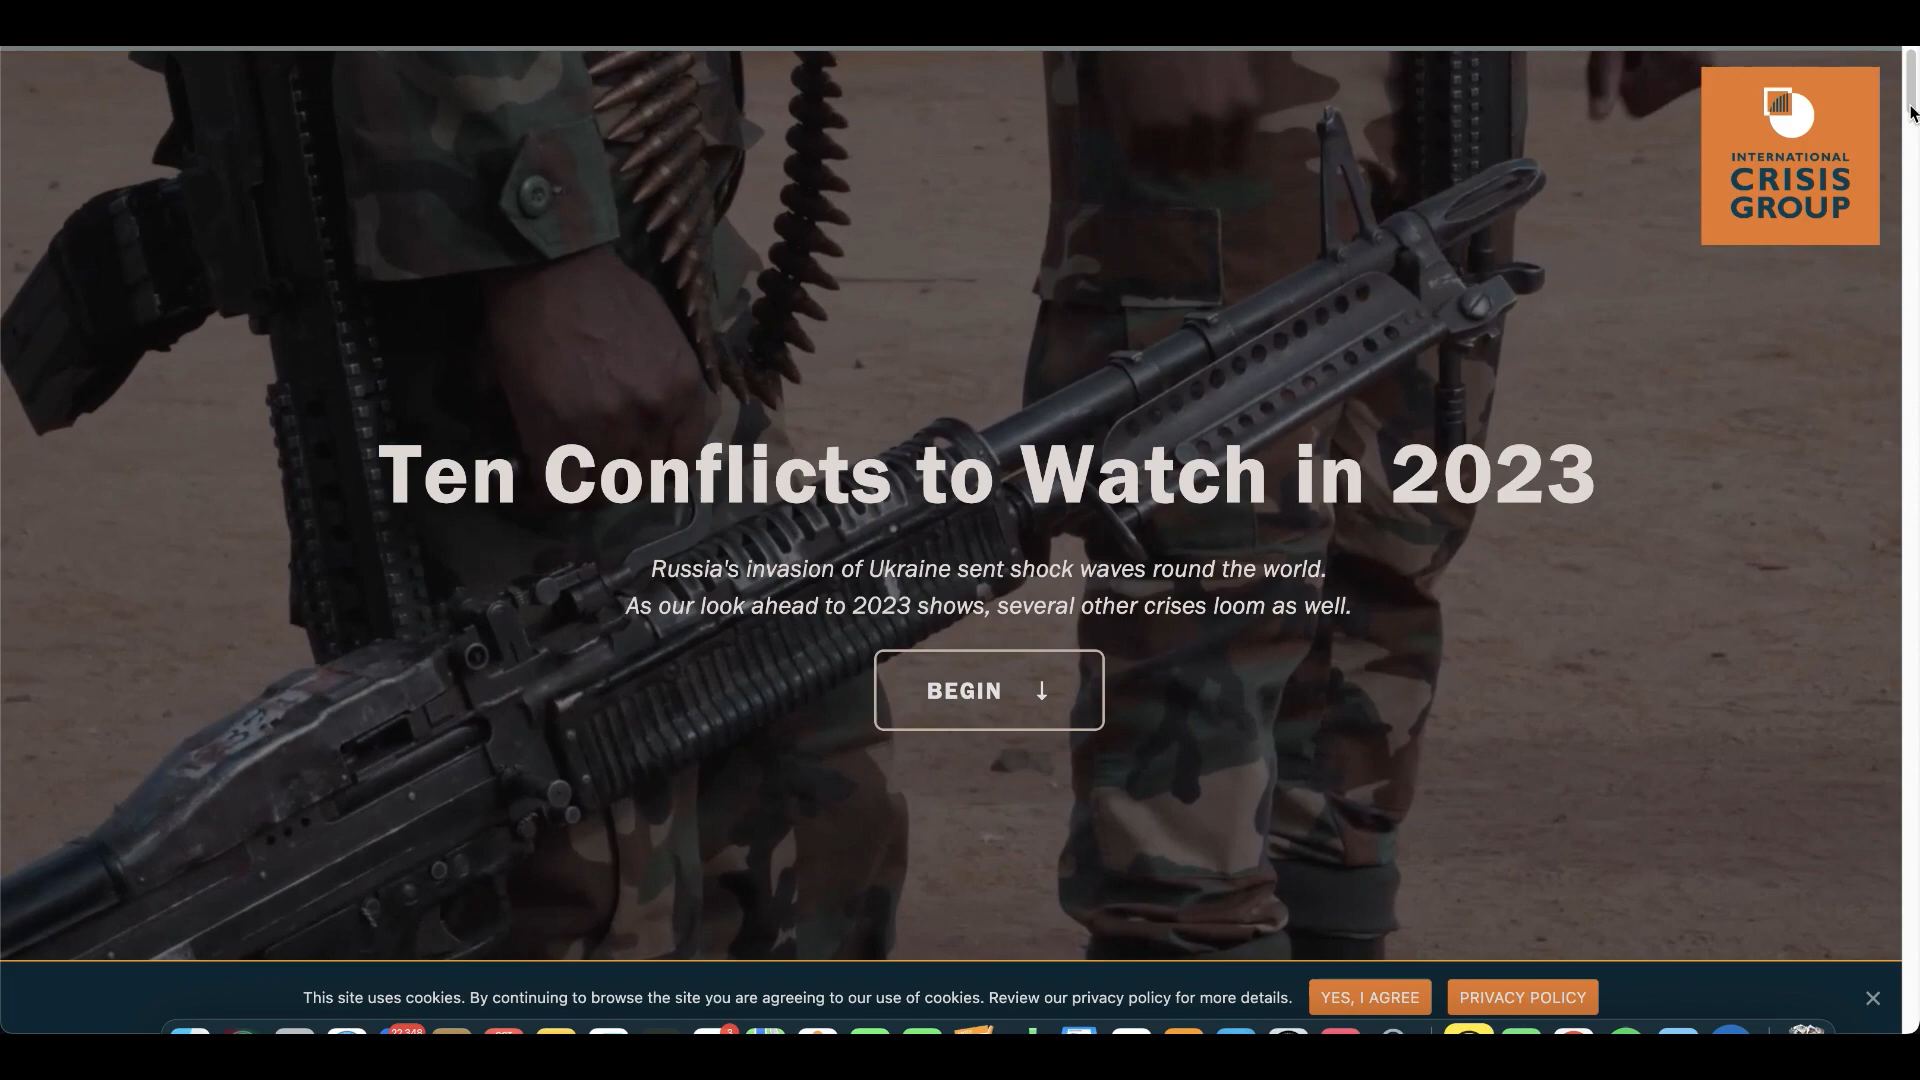 INTERNATIONAL
CRISIS
GROUP
Ten Conflicts to Watch in 2023
Russia's invasion of Ukraine sent shock waves round the world.
As our look ahead to 2023 shows, several other crises loom as well.
BEGIN ↓
This site uses cookies. By continuing to browse the site you are agreeing to our use of cookies. Review our privacy policy for more details. YES, I AGREE PRIVACY POLICY ×
22,348 3